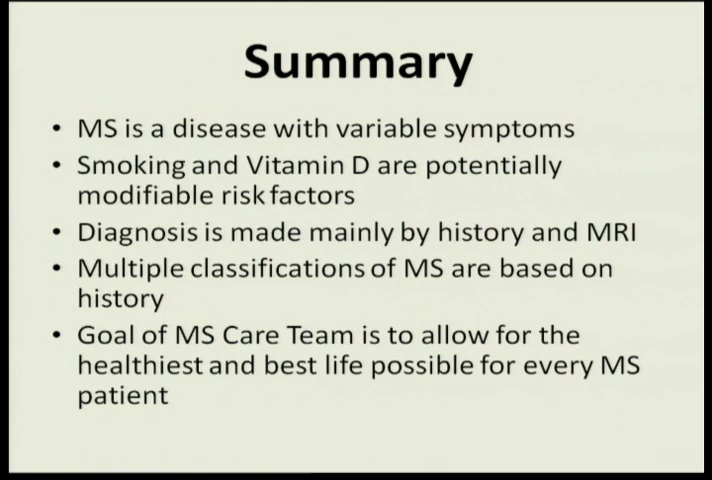 Summary
• MS is a disease with variable symptoms
• Smoking and Vitamin D are potentially
modifiable risk factors
• Diagnosis is made mainly by history and MRI
• Multiple classifications of MS are based on
history
• Goal of MS Care Team is to allow for the
healthiest and best life possible for every MS
patient